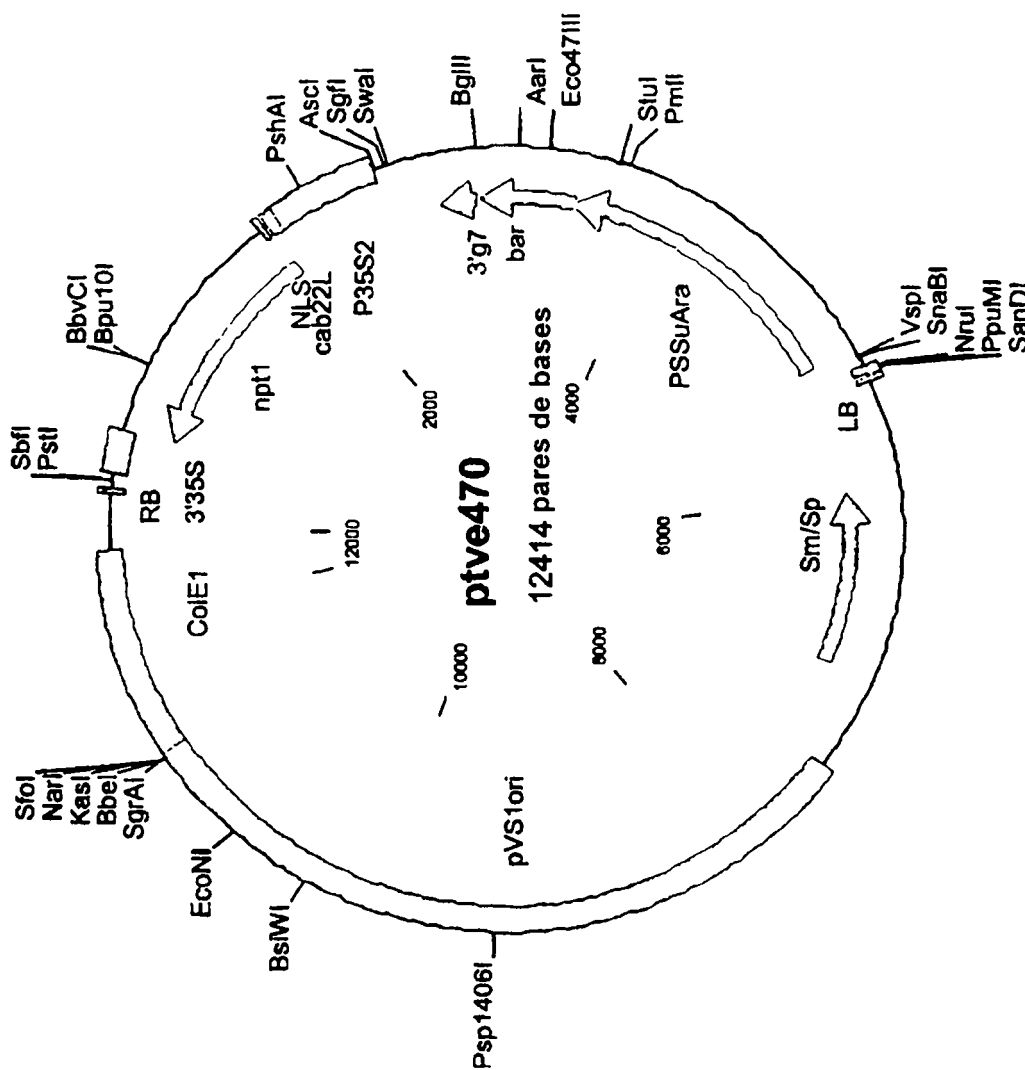 Psp1406I
BsiWI
EcoNI
SfoI
NarI
KasI
BbeI
SgrAI
SbfI
PstI
BbvCI
Bpu10I
PshAI
AscI
SgfI
SwaI
BglII
AarI
Eco47III
StuI
PmlI
VspI
SnaBI
NruI
PpuMI
SanDI
ColE1
RB
3'35S
npt1
NLS
cab22L
P35S2
3'g7
bar
PSSuAra
LB
Sm/Sp
pVS1ori
12000
2000
4000
6000
8000
10000
ptve470
12414 pares de bases